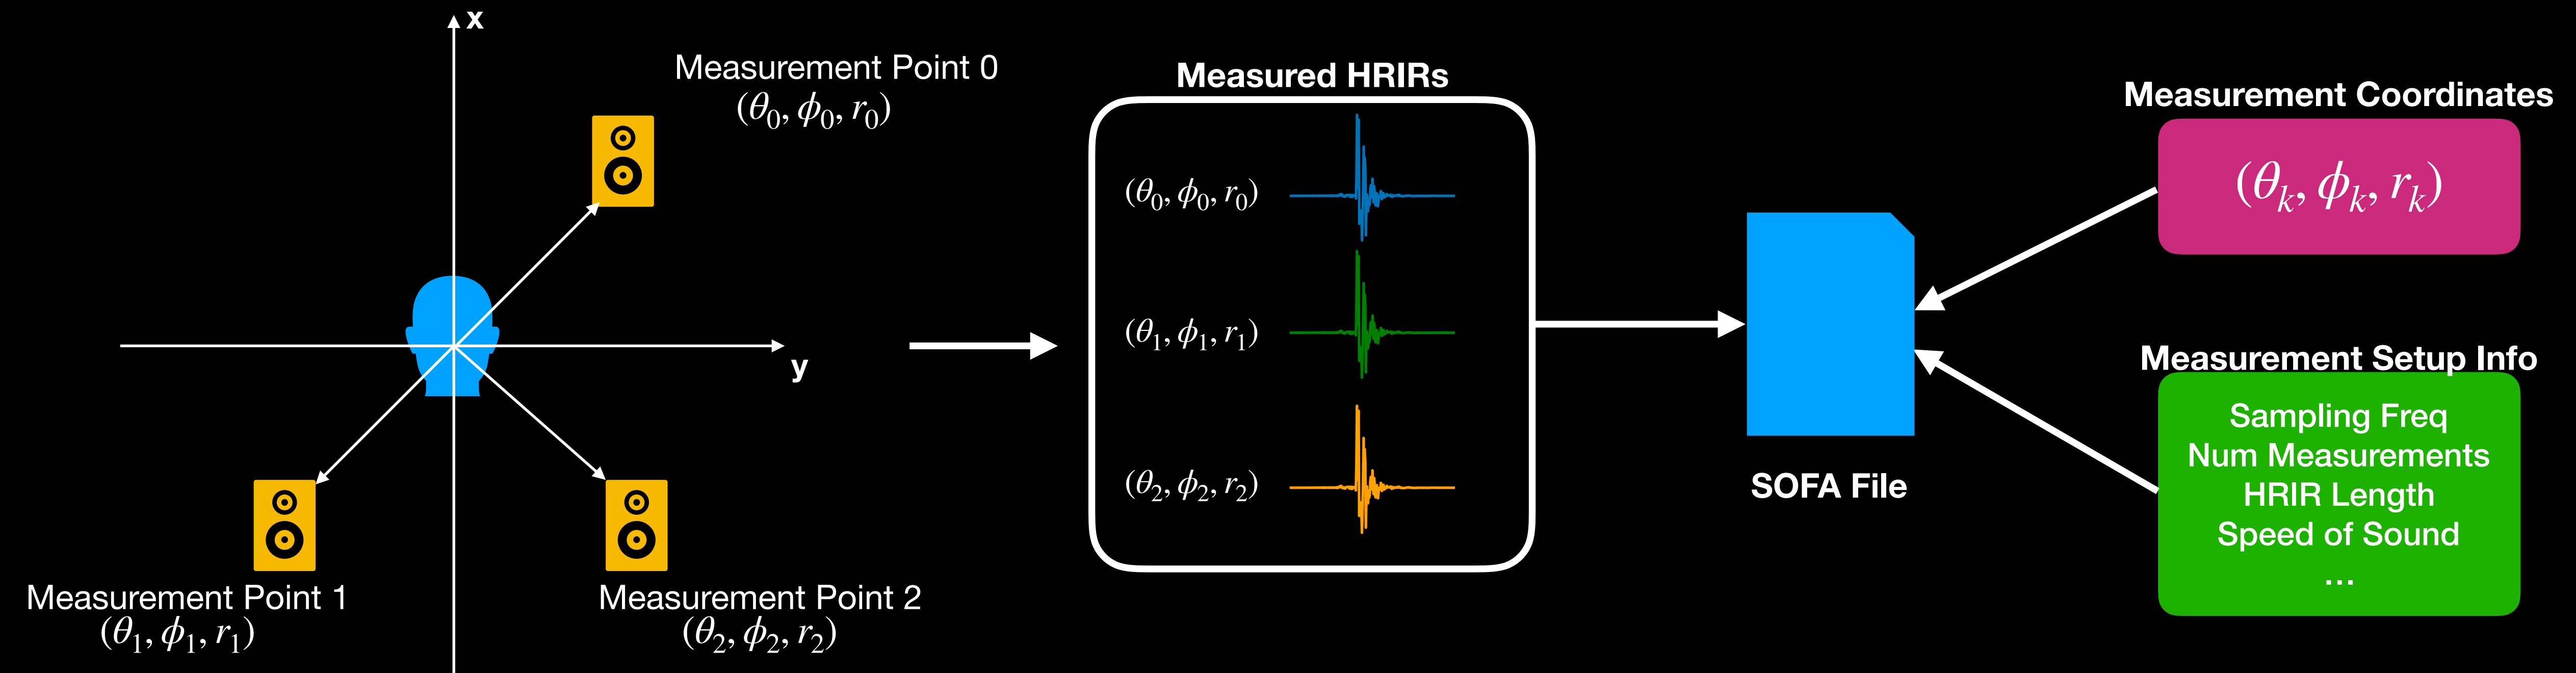 x
y
Measurement Point 0
(θ₀, ϕ₀, r₀)
Measurement Point 1
(θ₁, ϕ₁, r₁)
Measurement Point 2
(θ₂, ϕ₂, r₂)
Measured HRIRs
(θ₀, ϕ₀, r₀)
(θ₁, ϕ₁, r₁)
(θ₂, ϕ₂, r₂)
SOFA File
Measurement Coordinates
(θₖ, ϕₖ, rₖ)
Measurement Setup Info
Sampling Freq
Num Measurements
HRIR Length
Speed of Sound
...